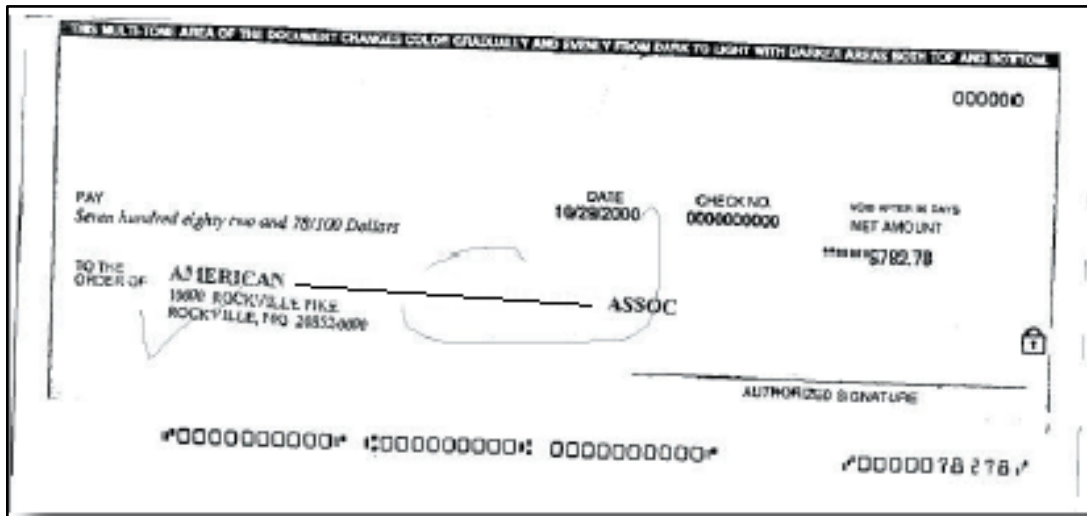 THIS MULTI-TONE AREA OF THE DOCUMENT CHANGES COLOR GRADUALLY AND EVENLY FROM DARK TO LIGHT WITH DARKER AREAS BOTH TOP AND BOTTOM.
000000
PAY
Seven hundred eighty two and 78/100 Dollars
DATE
10/29/2000
CHECK NO.
0000000000
VOID AFTER DAYS
NET AMOUNT
$782.78
TO THE
ORDER OF
AMERICAN ASSOC
ROCKVILLE PIKE
ROCKVILLE, MD 20852-0000
AUTHORIZED SIGNATURE
⑈0000000000⑈ ⑆000000000⑆ 0000000000⑈ ⑈0000078278⑈